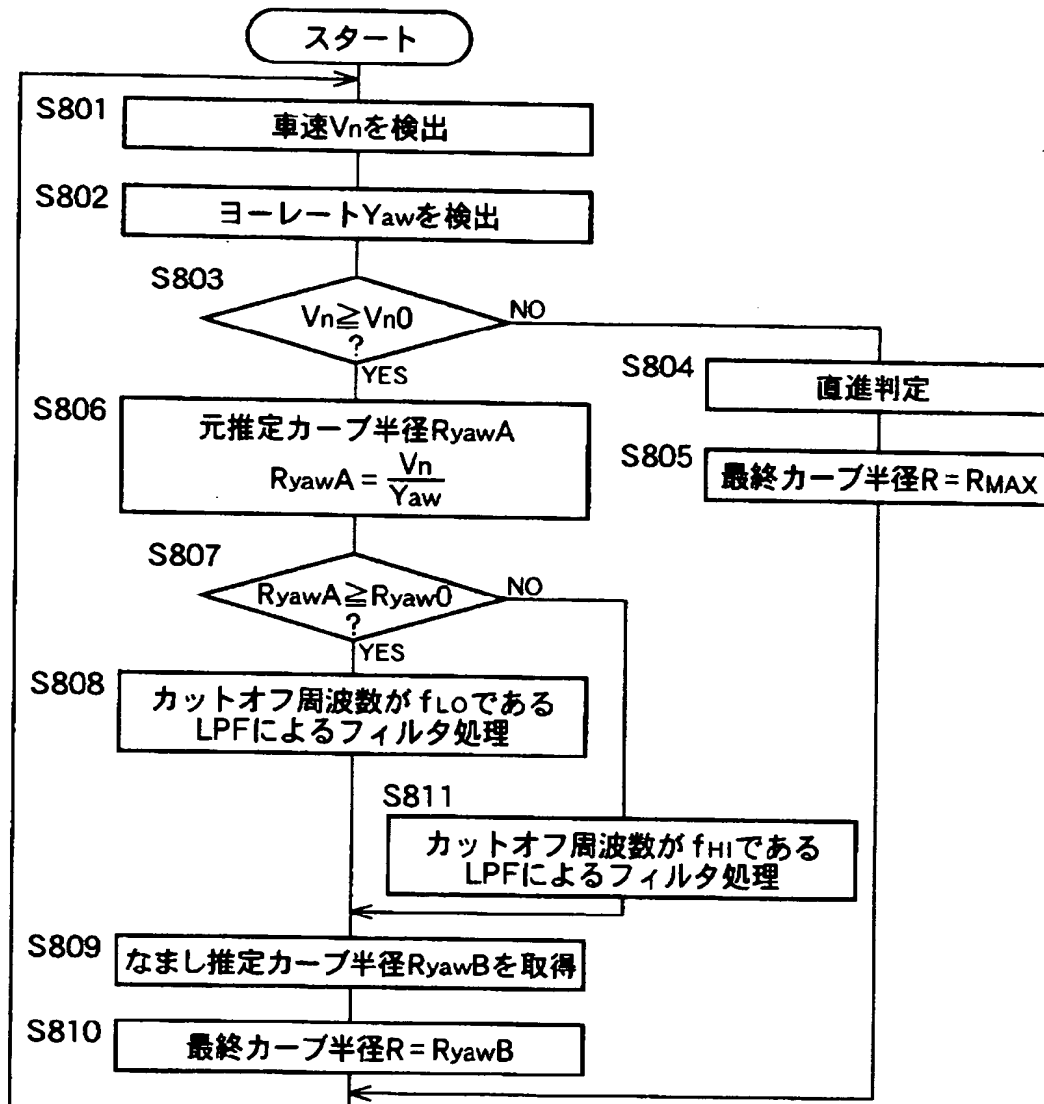 スタート
S801
車速Vnを検出
S802
ヨーレートYawを検出
S803
Vn≧Vn0
?
NO
YES
S804
直進判定
S805
最終カーブ半径R=RMAX
S806
元推定カーブ半径RyawA
RyawA=Vn/Yaw
S807
RyawA≧Ryaw0
?
NO
YES
S808
カットオフ周波数がfLOである
LPFによるフィルタ処理
S811
カットオフ周波数がfHIである
LPFによるフィルタ処理
S809
なまし推定カーブ半径RyawBを取得
S810
最終カーブ半径R=RyawB